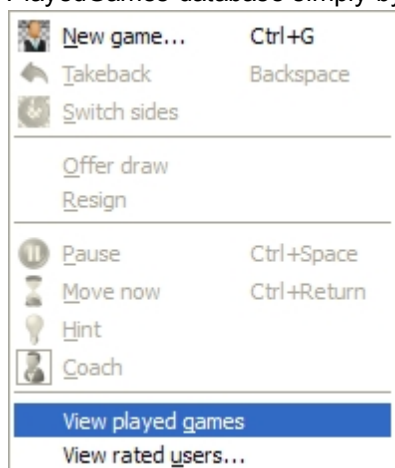 PlayedGames database simply by
New game... Ctrl+G
Takeback Backspace
Switch sides
Offer draw
Resign
Pause Ctrl+Space
Move now Ctrl+Return
Hint
Coach
View played games
View rated users...